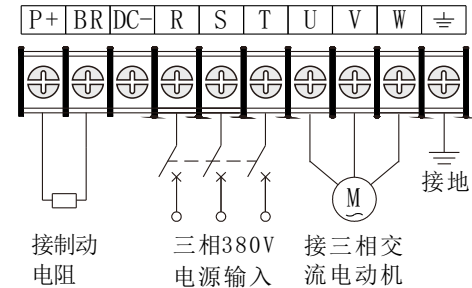 P+ BR DC- R S T U V W
M
接地
接制动 三相380V 接三相交
电阻 电源输入 流电动机